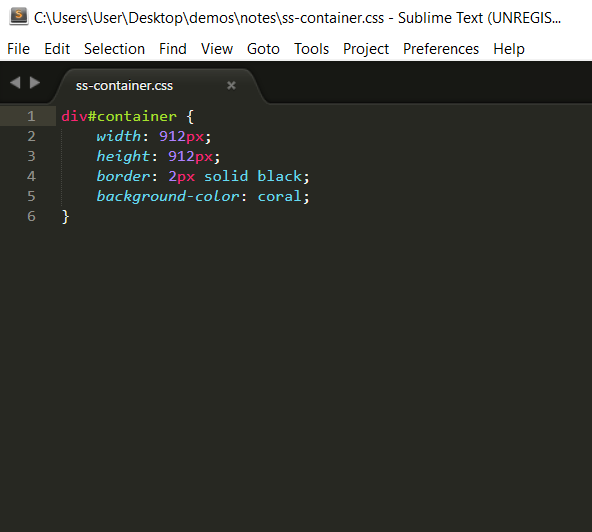 C:\Users\User\Desktop\demos\notes\ss-container.css - Sublime Text (UNREGIS...
File Edit Selection Find View Goto Tools Project Preferences Help
ss-container.css
1 div#container {
2 width: 912px;
3 height: 912px;
4 border: 2px solid black;
5 background-color: coral;
6 }